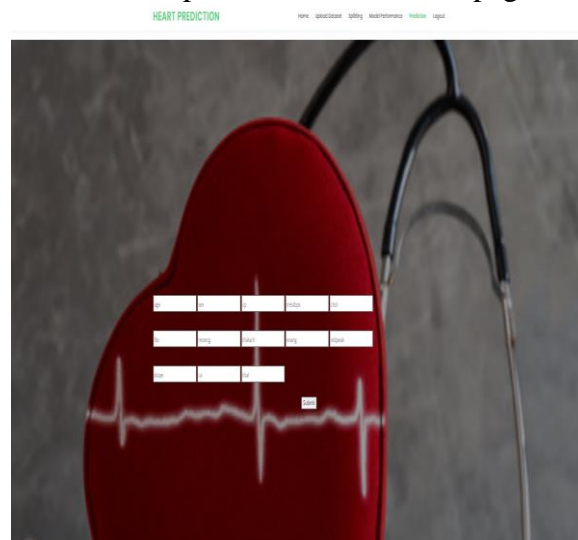 HEART PREDICTION
Home Upload Dataset Splitting Model Performance Prediction Logout
age sex cp trestbps chol
fbs restecg thalach exang oldpeak
slope ca thal
Submit